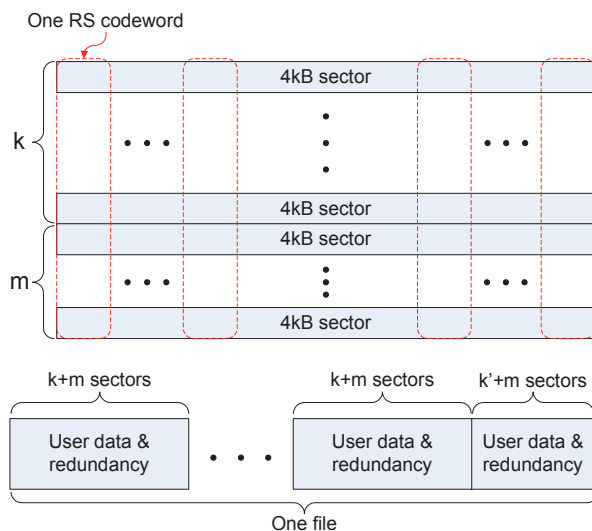 One RS codeword
4kB sector
k
4kB sector
4kB sector
m
4kB sector
k+m sectors
k+m sectors
k'+m sectors
User data &
redundancy
User data &
redundancy
User data &
redundancy
One file